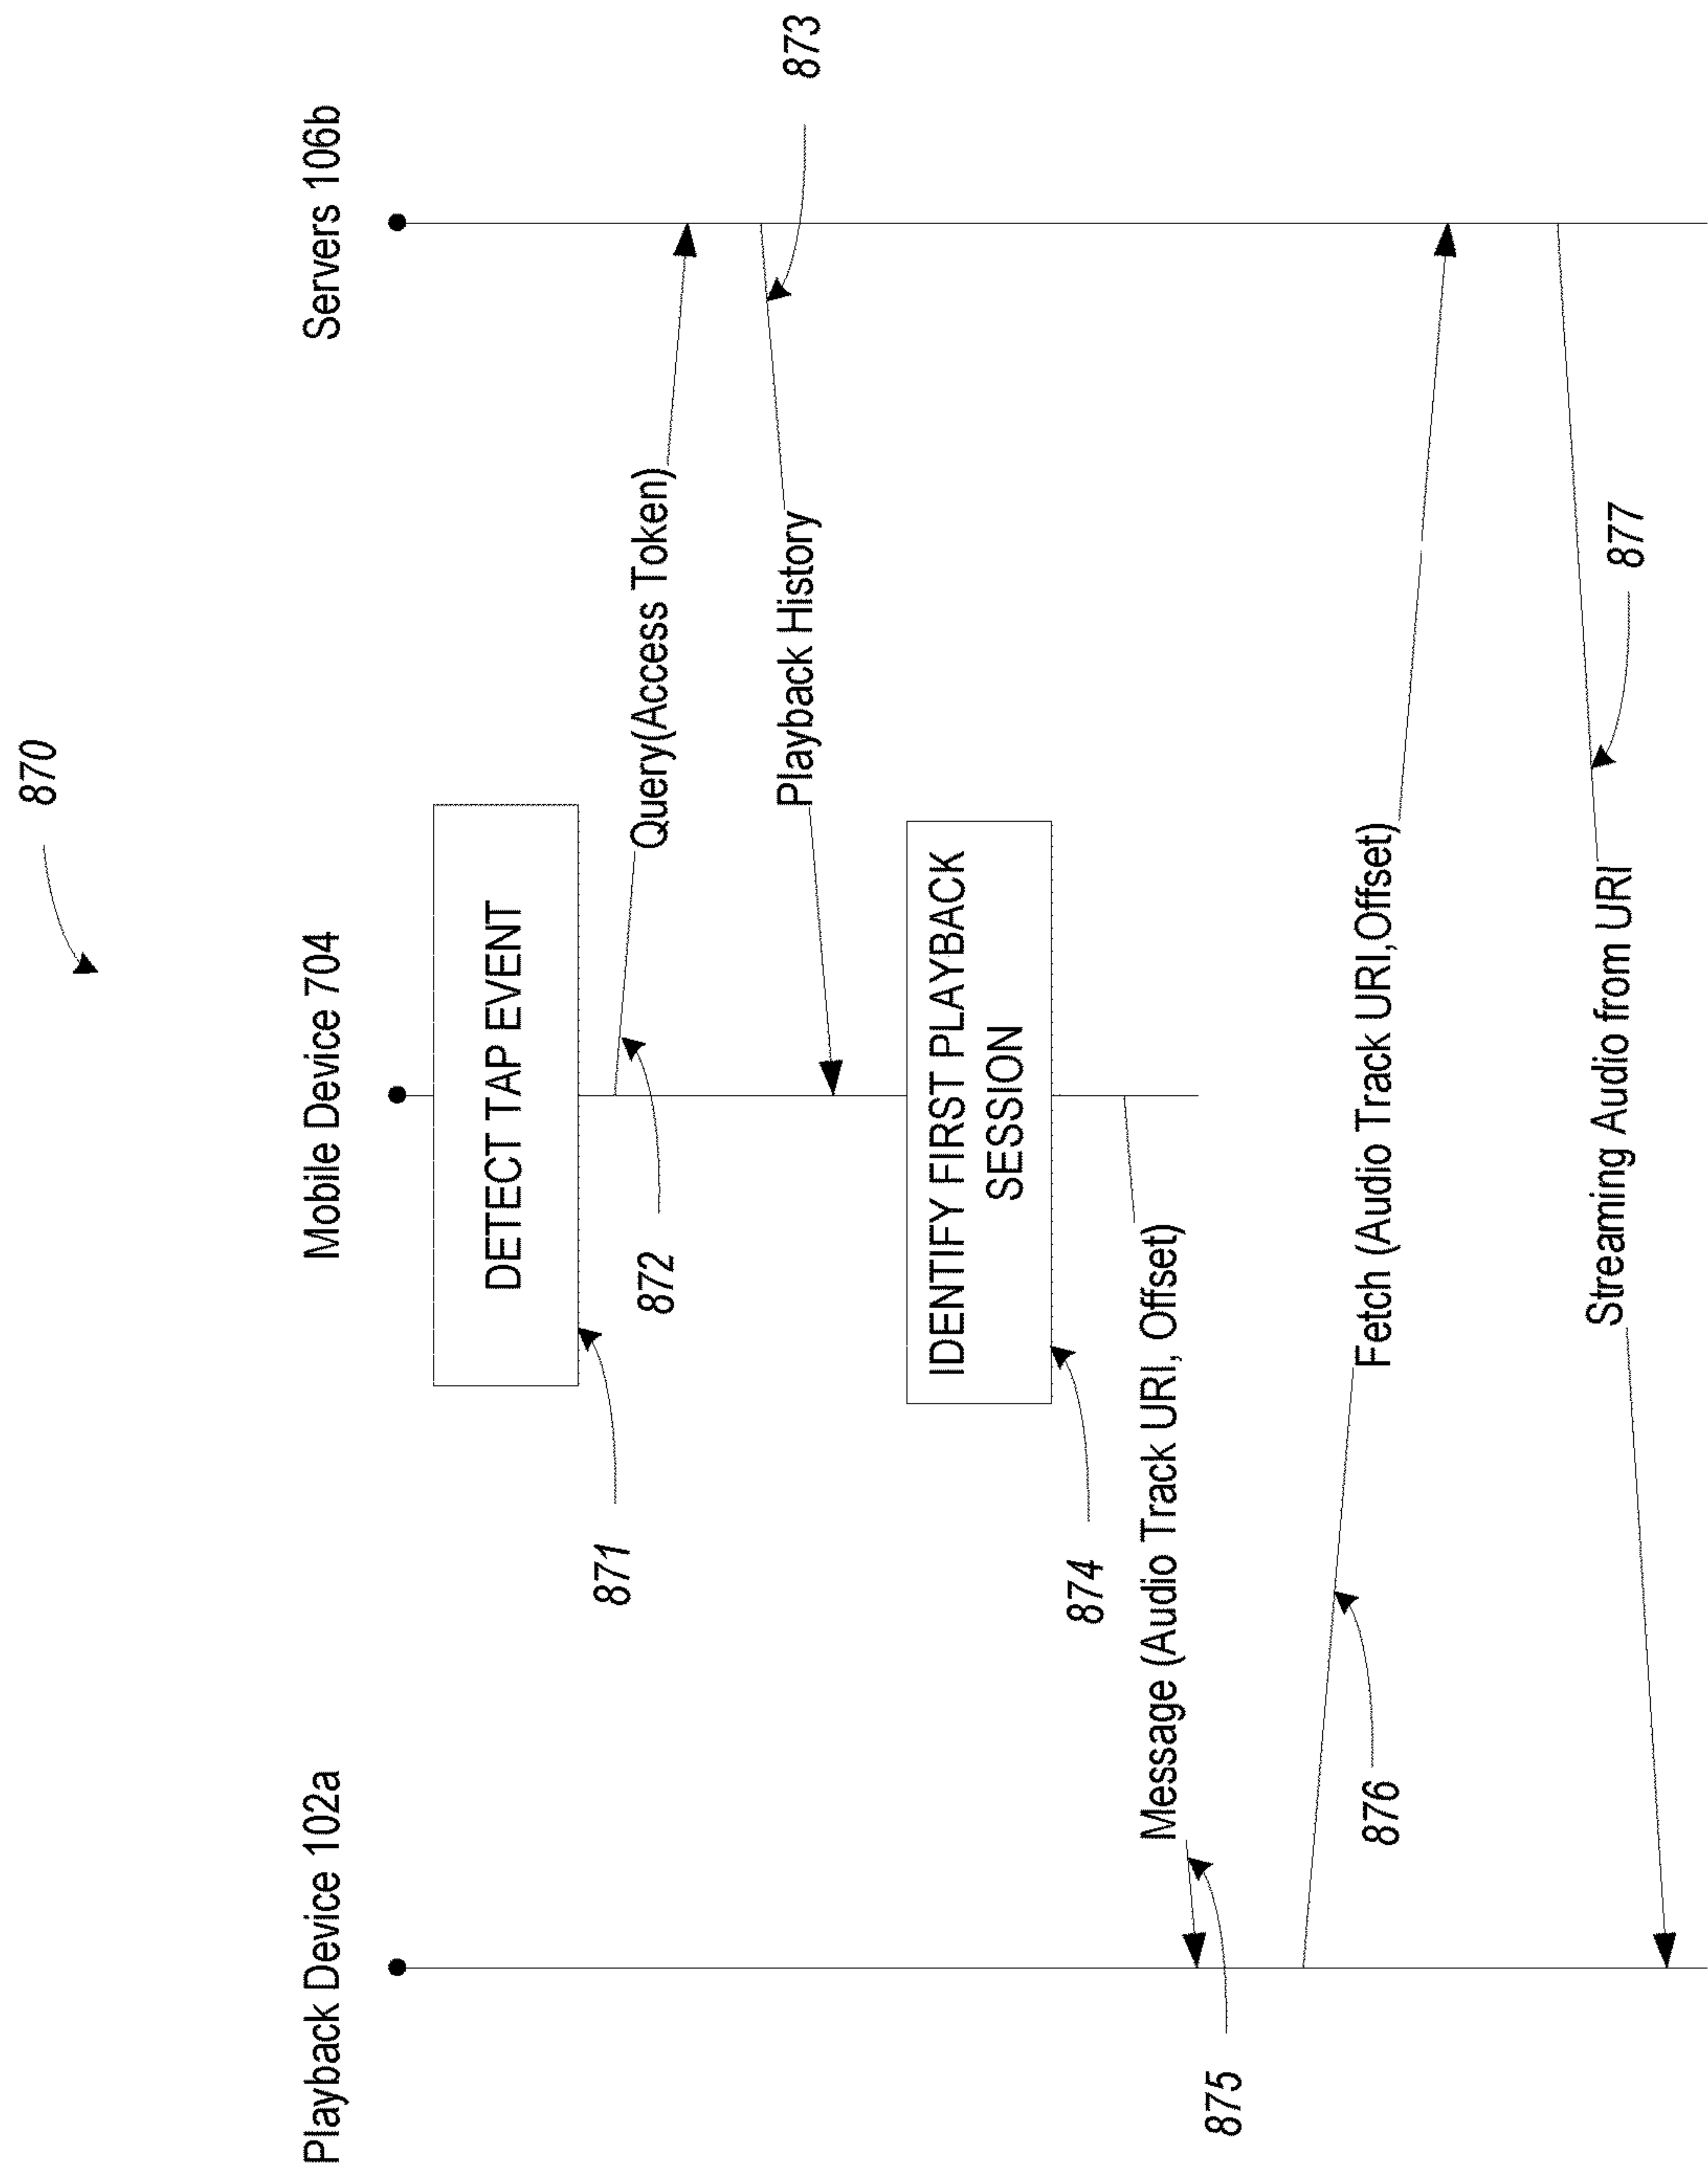 870
Playback Device 102a
Mobile Device 704
Servers 106b
DETECT TAP EVENT
871
872
Query(Access Token)
873
Playback History
IDENTIFY FIRST PLAYBACK
SESSION
874
Message (Audio Track URI, Offset)
875
Fetch (Audio Track URI,Offset)
876
Streaming Audio from URI
877